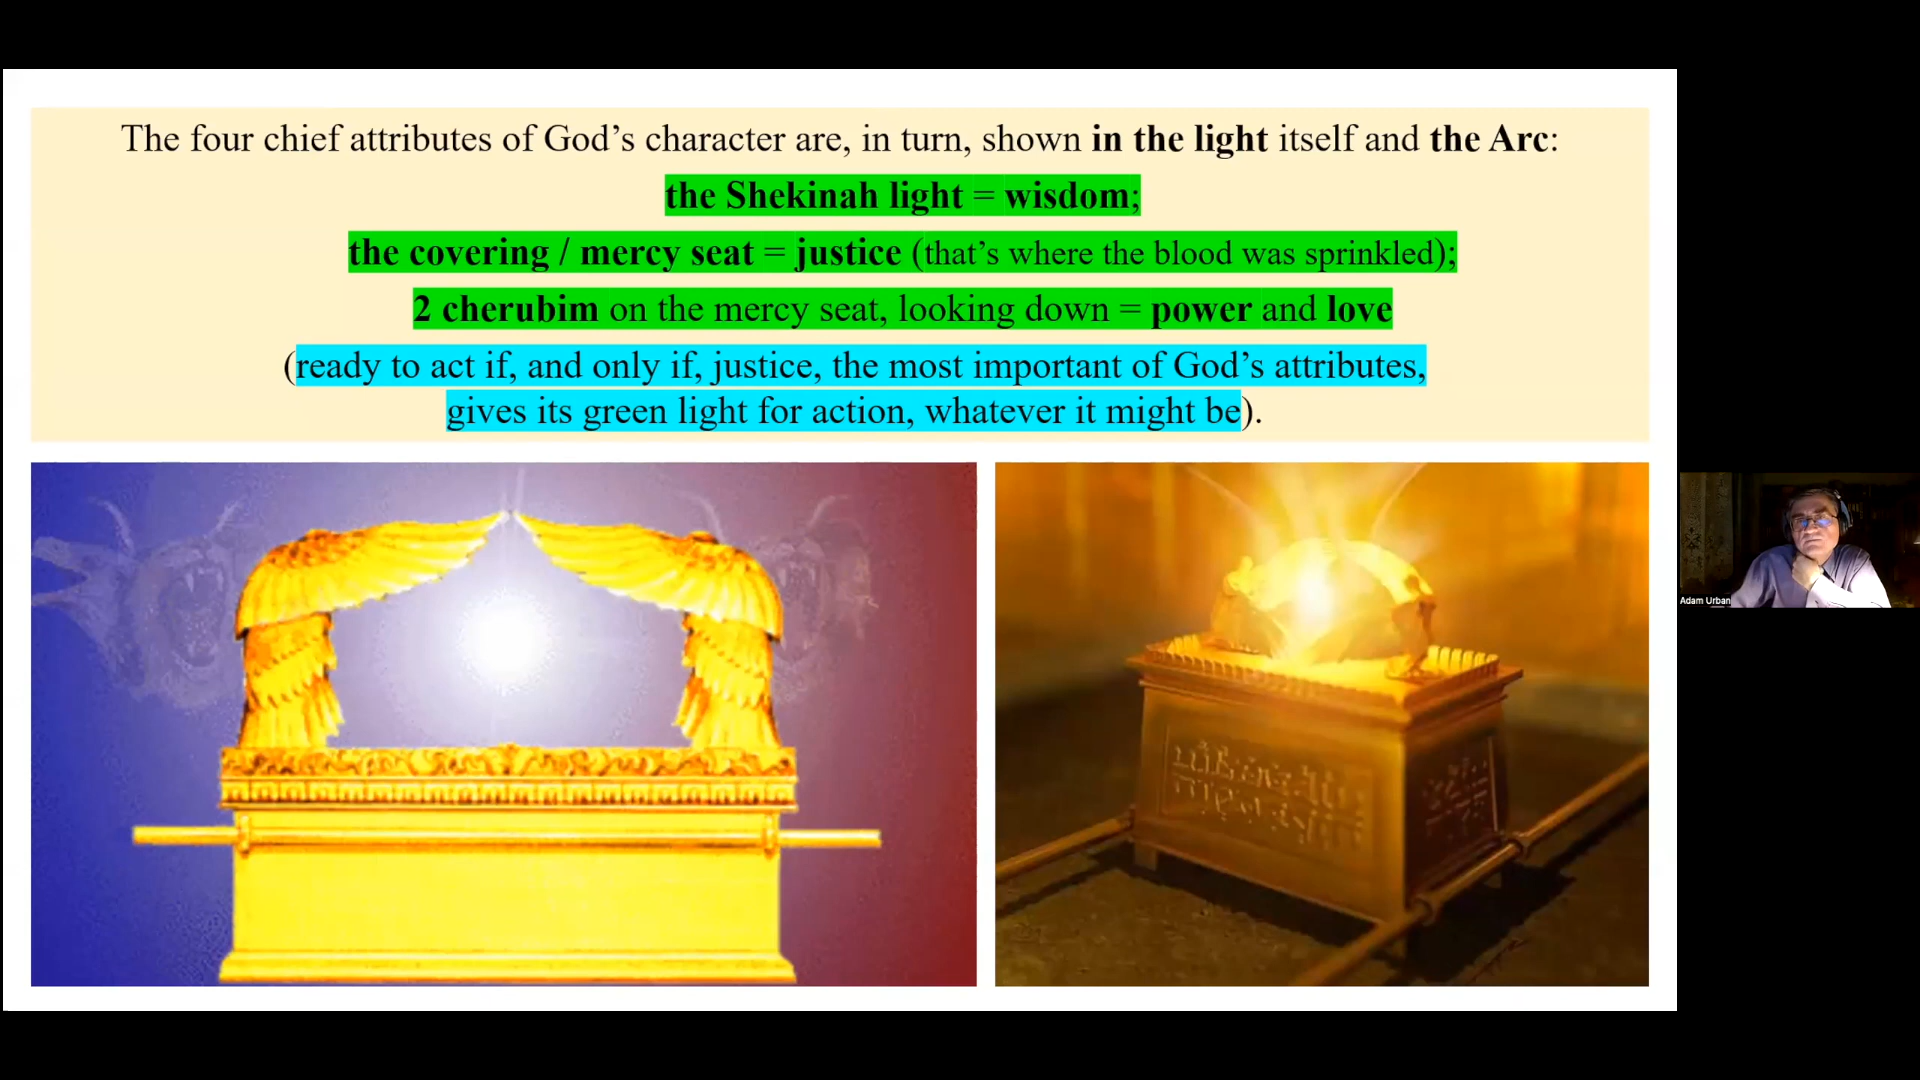 The four chief attributes of God’s character are, in turn, shown in the light itself and the Arc:
the Shekinah light = wisdom;
the covering / mercy seat = justice (that’s where the blood was sprinkled);
2 cherubim on the mercy seat, looking down = power and love
(ready to act if, and only if, justice, the most important of God’s attributes,
gives its green light for action, whatever it might be).
Adam Urban